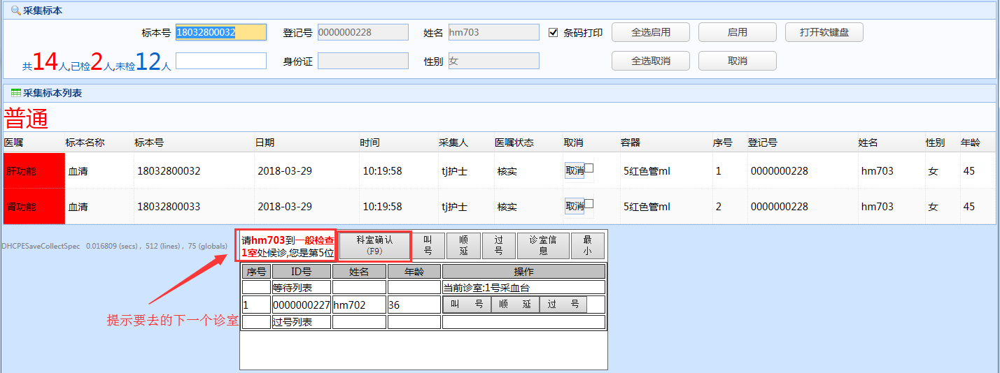 采集标本
标本号 18032800032 登记号 0000000228 姓名 hm703 条码打印 全选启用 启用 打开软键盘
共14人,已检2人,未检12人 身份证 性别 女 全选取消 取消
采集标本列表
普通
医嘱 标本名称 标本号 日期 时间 采集人 医嘱状态 取消 容器 序号 登记号 姓名 性别 年龄
肝功能 血清 18032800032 2018-03-29 10:19:58 tj护士 核实 取消 5红色管ml 1 0000000228 hm703 女 45
肾功能 血清 18032800033 2018-03-29 10:19:58 tj护士 核实 取消 5红色管ml 2 0000000228 hm703 女 45
DHCPESaveCollectSpec 0.016809 (secs) , 512 (lines) , 75 (globals)
请hm703到一般检查
1室处候诊,您是第5位
科室确认
(F9)
叫
号
顺
延
过
号
诊室信
息
最
小
序号 ID号 姓名 年龄 操作
等待列表 当前诊室:1号采血台
1 0000000227 hm702 36 叫 号 顺 延 过 号
过号列表
提示要去的下一个诊室